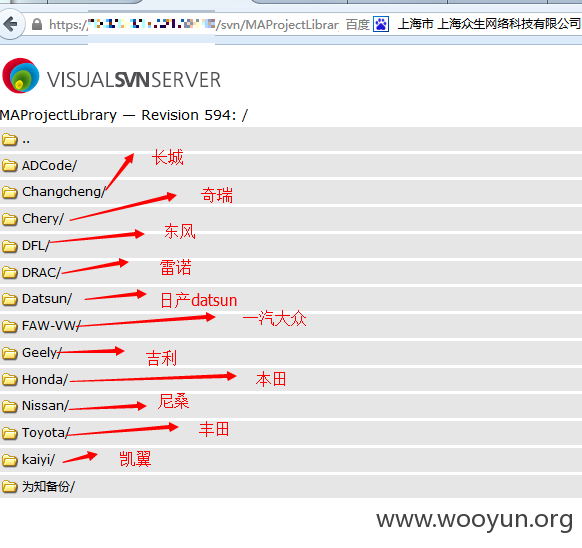 https:// /svn/MAProjectLibrar 百度 上海市 上海众生网络科技有限公司
VISUALSVNSERVER
MAProjectLibrary — Revision 594: /
..
ADCode/ 长城
Changcheng/ 奇瑞
Chery/
DFL/ 东风
DRAC/ 雷诺
Datsun/ 日产datsun
FAW-VW/ 一汽大众
Geely/ 吉利
Honda/ 本田
Nissan/ 尼桑
Toyota/ 丰田
kaiyi/ 凯翼
为知备份/
www.wooyun.org